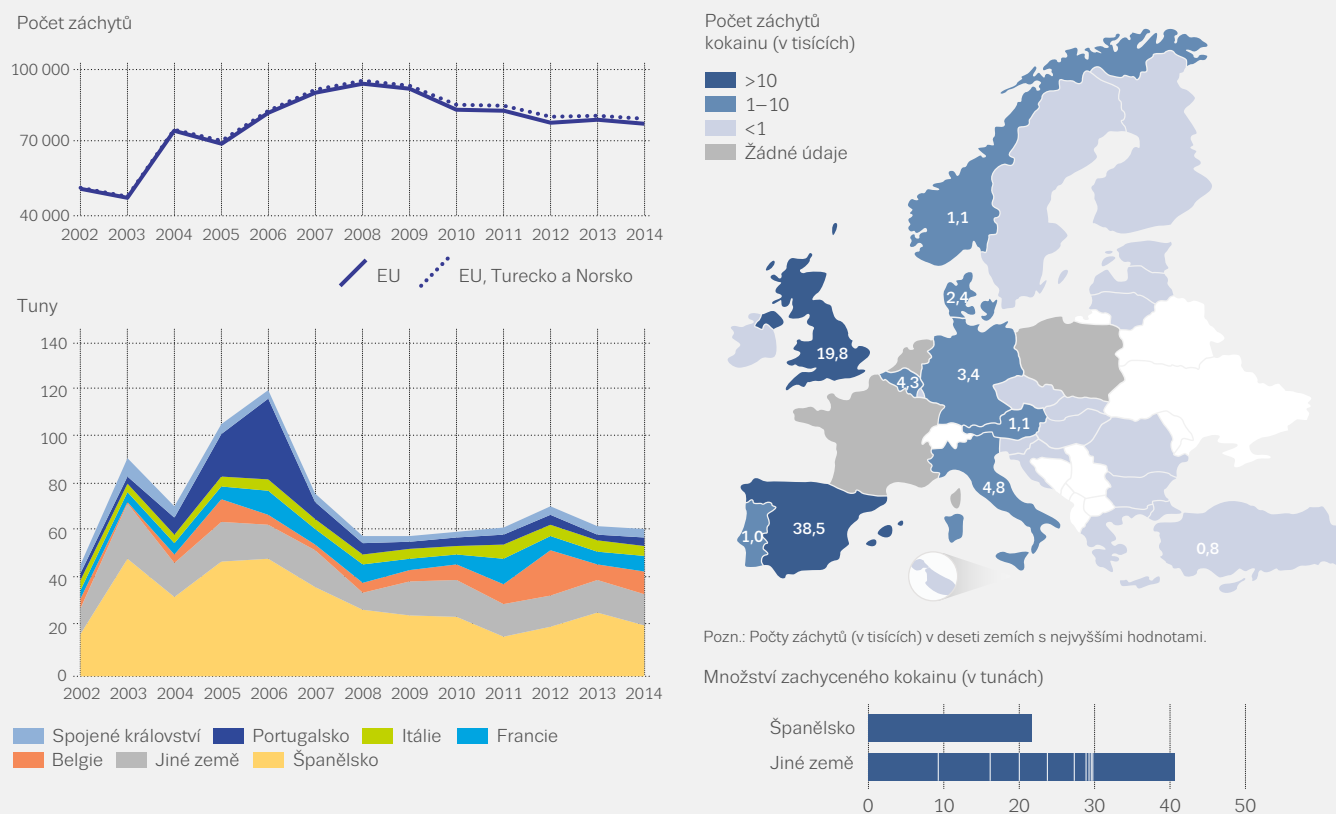 Počet záchytů
100 000
70 000
40 000
2002 2003 2004 2005 2006 2007 2008 2009 2010 2011 2012 2013 2014
EU EU, Turecko a Norsko
Tuny
140
120
100
80
60
40
20
0
2002 2003 2004 2005 2006 2007 2008 2009 2010 2011 2012 2013 2014
Spojené království Portugalsko Itálie Francie
Belgie Jiné země Španělsko
Počet záchytů
kokainu (v tisících)
>10
1–10
<1
Žádné údaje
1,1
2,4
19,8
4,3
3,4
1,1
4,8
1,0
38,5
0,8
Pozn.: Počty záchytů (v tisících) v deseti zemích s nejvyššími hodnotami.
Množství zachyceného kokainu (v tunách)
Španělsko
Jiné země
0 10 20 30 40 50